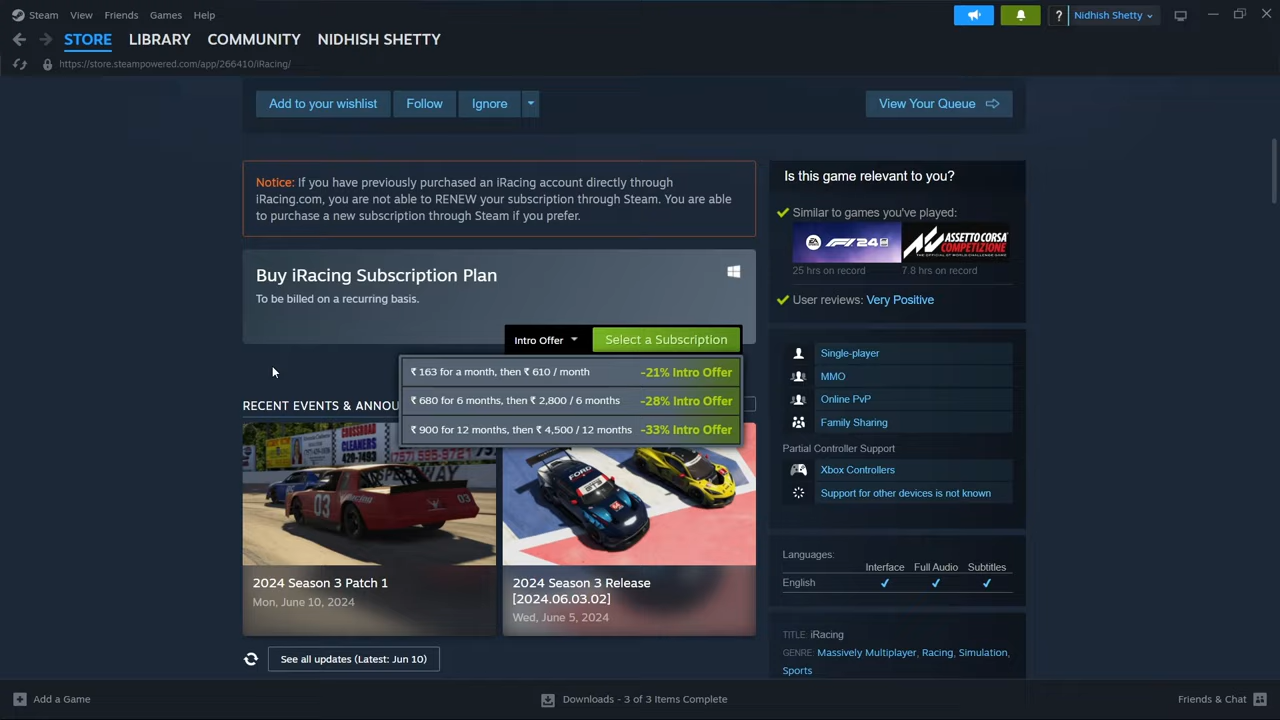 Steam View Friends Games Help
? Nidhish Shetty
STORE LIBRARY COMMUNITY NIDHISH SHETTY
https://store.steampowered.com/app/266410/iRacing/
Add to your wishlist Follow Ignore
View Your Queue
Notice: If you have previously purchased an iRacing account directly through
iRacing.com, you are not able to RENEW your subscription through Steam. You are able
to purchase a new subscription through Steam if you prefer.
Buy iRacing Subscription Plan
To be billed on a recurring basis.
Intro Offer Select a Subscription
₹ 163 for a month, then ₹ 610 / month -21% Intro Offer
₹ 680 for 6 months, then ₹ 2,800 / 6 months -28% Intro Offer
₹ 900 for 12 months, then ₹ 4,500 / 12 months -33% Intro Offer
RECENT EVENTS & ANNOU
03
FORD
2024 Season 3 Patch 1
Mon, June 10, 2024
2024 Season 3 Release
[2024.06.03.02]
Wed, June 5, 2024
See all updates (Latest: Jun 10)
Is this game relevant to you?
Similar to games you've played:
EA F1 24
ASSETTO CORSA
COMPETIZIONE
25 hrs on record
7.8 hrs on record
User reviews: Very Positive
Single-player
MMO
Online PvP
Family Sharing
Partial Controller Support
Xbox Controllers
Support for other devices is not known
Languages:
Interface Full Audio Subtitles
English ✔ ✔ ✔
TITLE: iRacing
GENRE: Massively Multiplayer, Racing, Simulation,
Sports
Add a Game
Downloads - 3 of 3 Items Complete
Friends & Chat